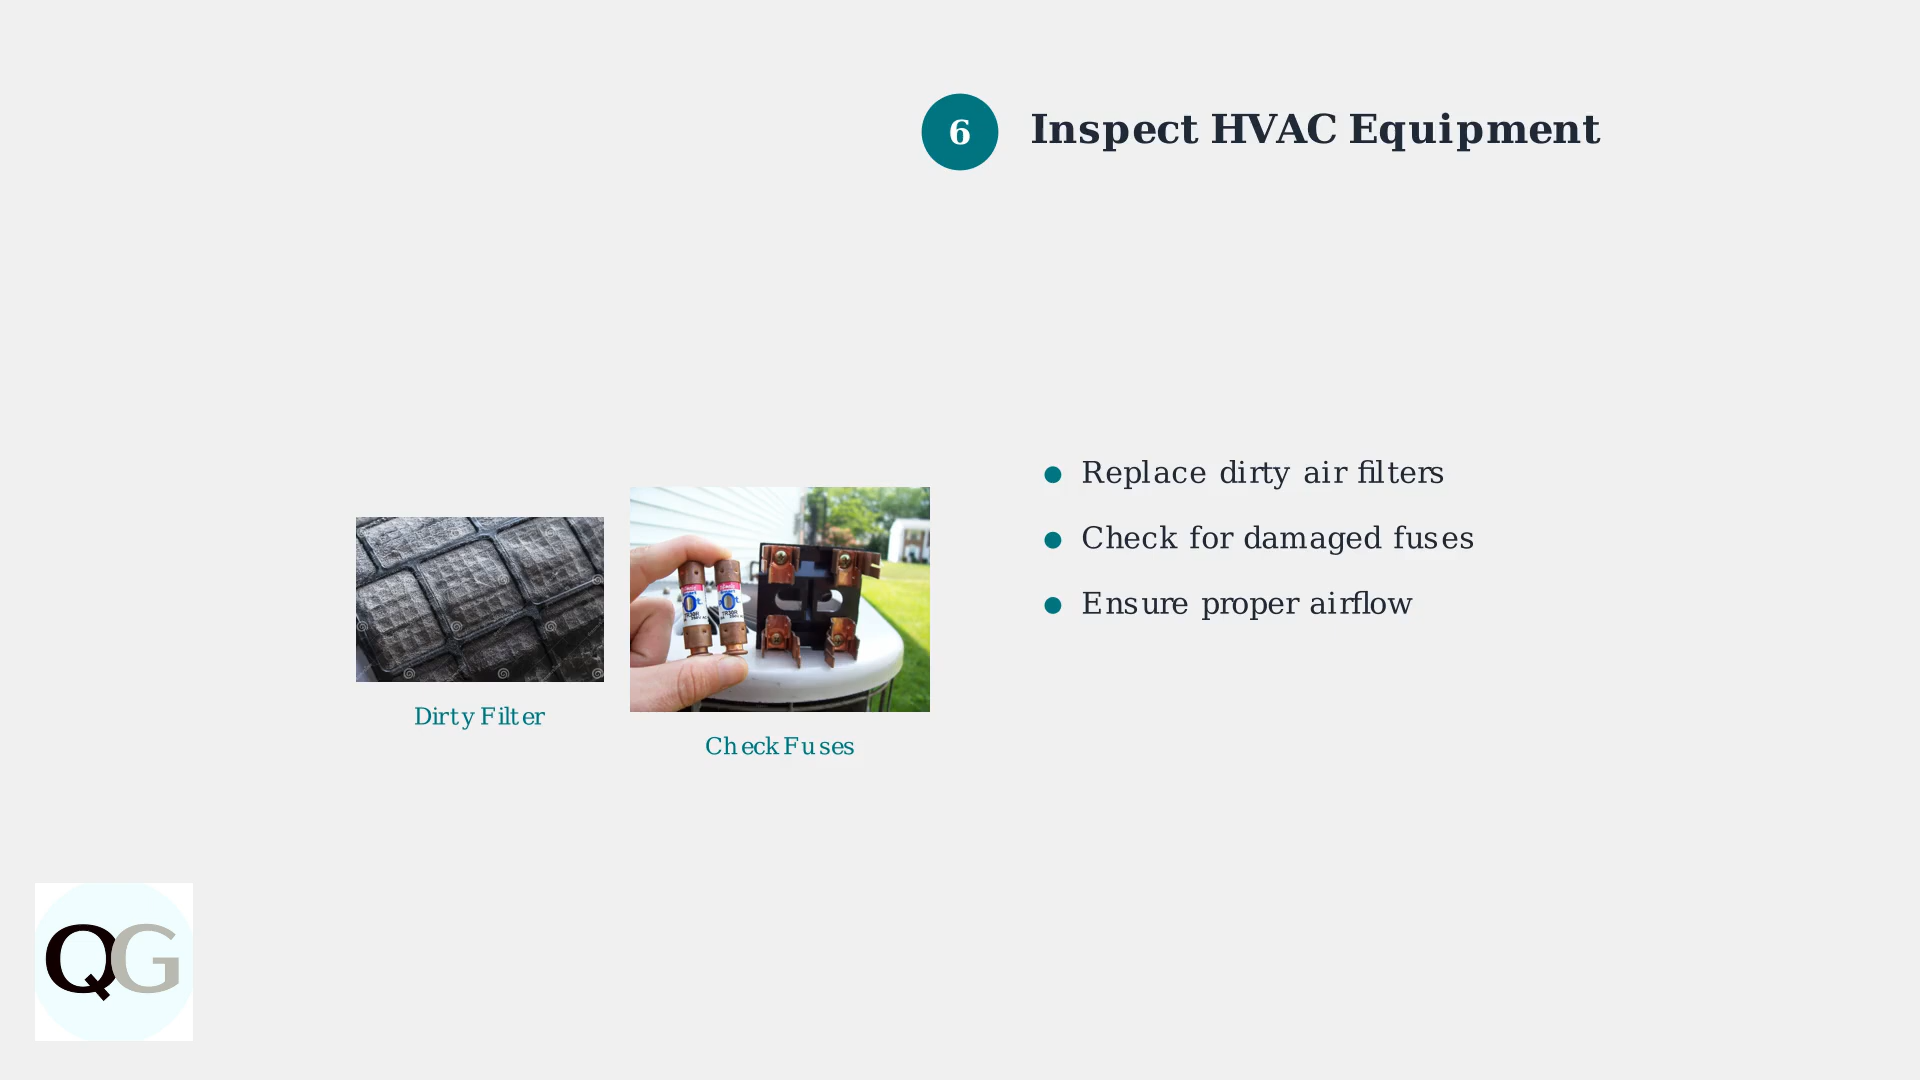 6
Inspect HVAC Equipment
Replace dirty air filters
Check for damaged fuses
Ensure proper airflow
Dirty Filter
Check Fuses
QG